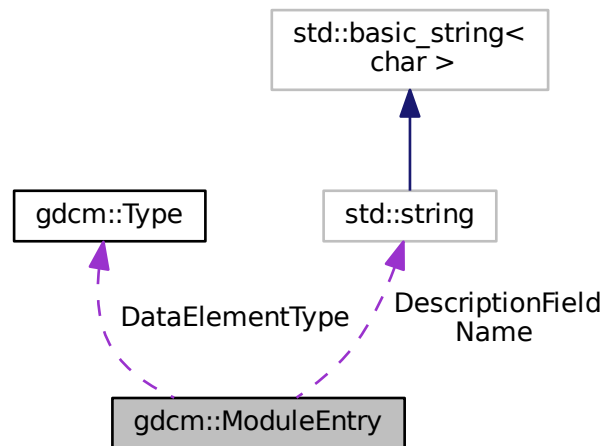 std::basic_string<
char >
gdcm::Type
std::string
DataElementType
DescriptionField
Name
gdcm::ModuleEntry